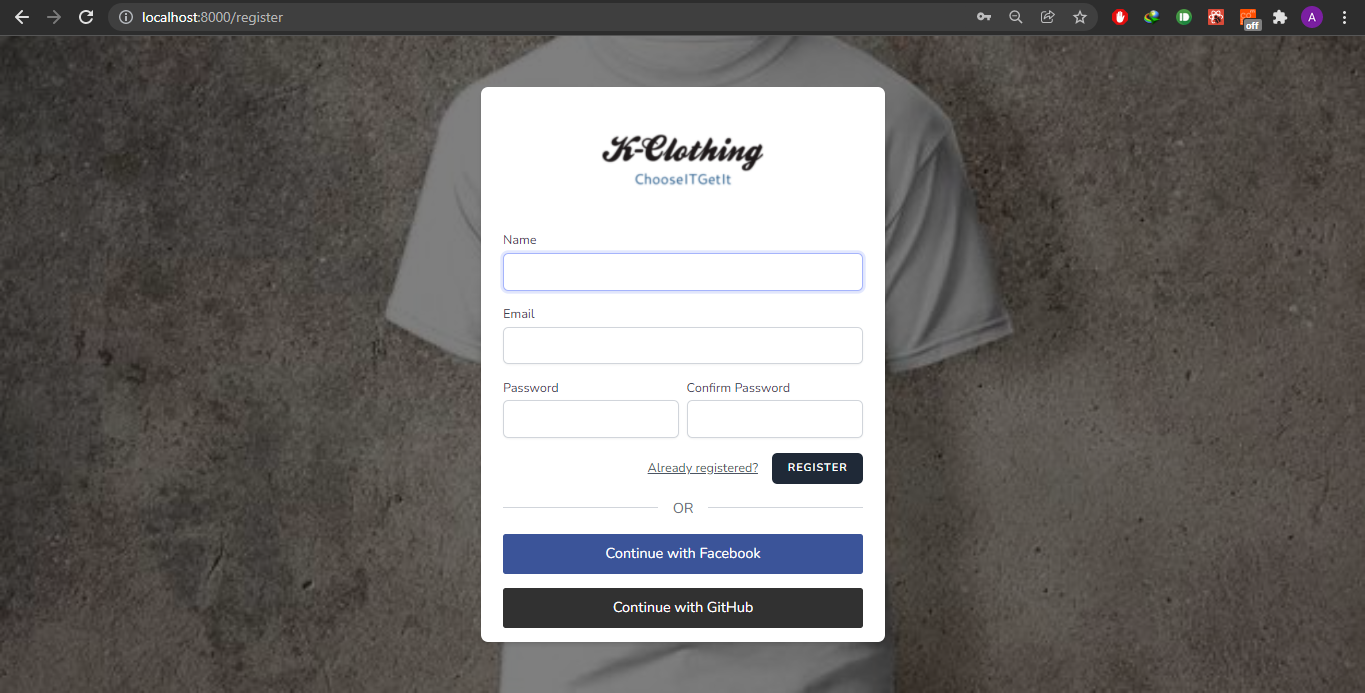 localhost:8000/register
off
A
K-Clothing
ChooseITGetIt
Name
Email
Password Confirm Password
Already registered? REGISTER
OR
Continue with Facebook
Continue with GitHub